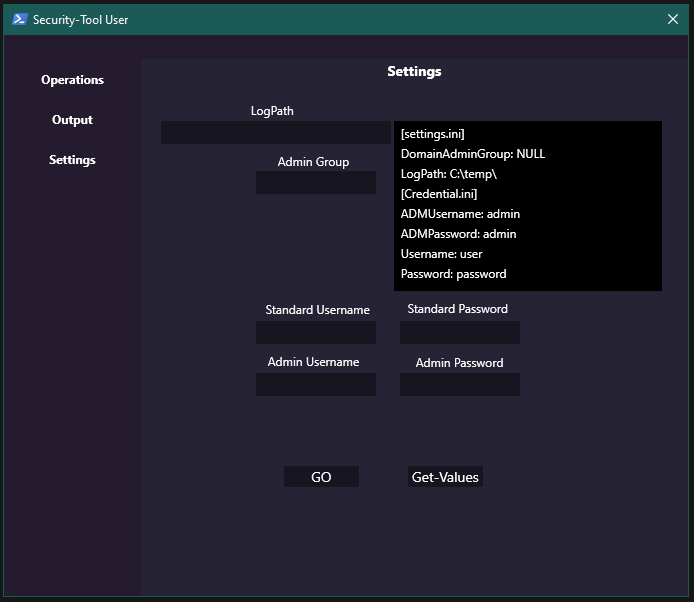 Security-Tool User
Operations
Output
Settings
Settings
LogPath
Admin Group
[settings.ini]
DomainAdminGroup: NULL
LogPath: C:\temp\
[Credential.ini]
ADMUsername: admin
ADMPassword: admin
Username: user
Password: password
Standard Username
Standard Password
Admin Username
Admin Password
GO
Get-Values